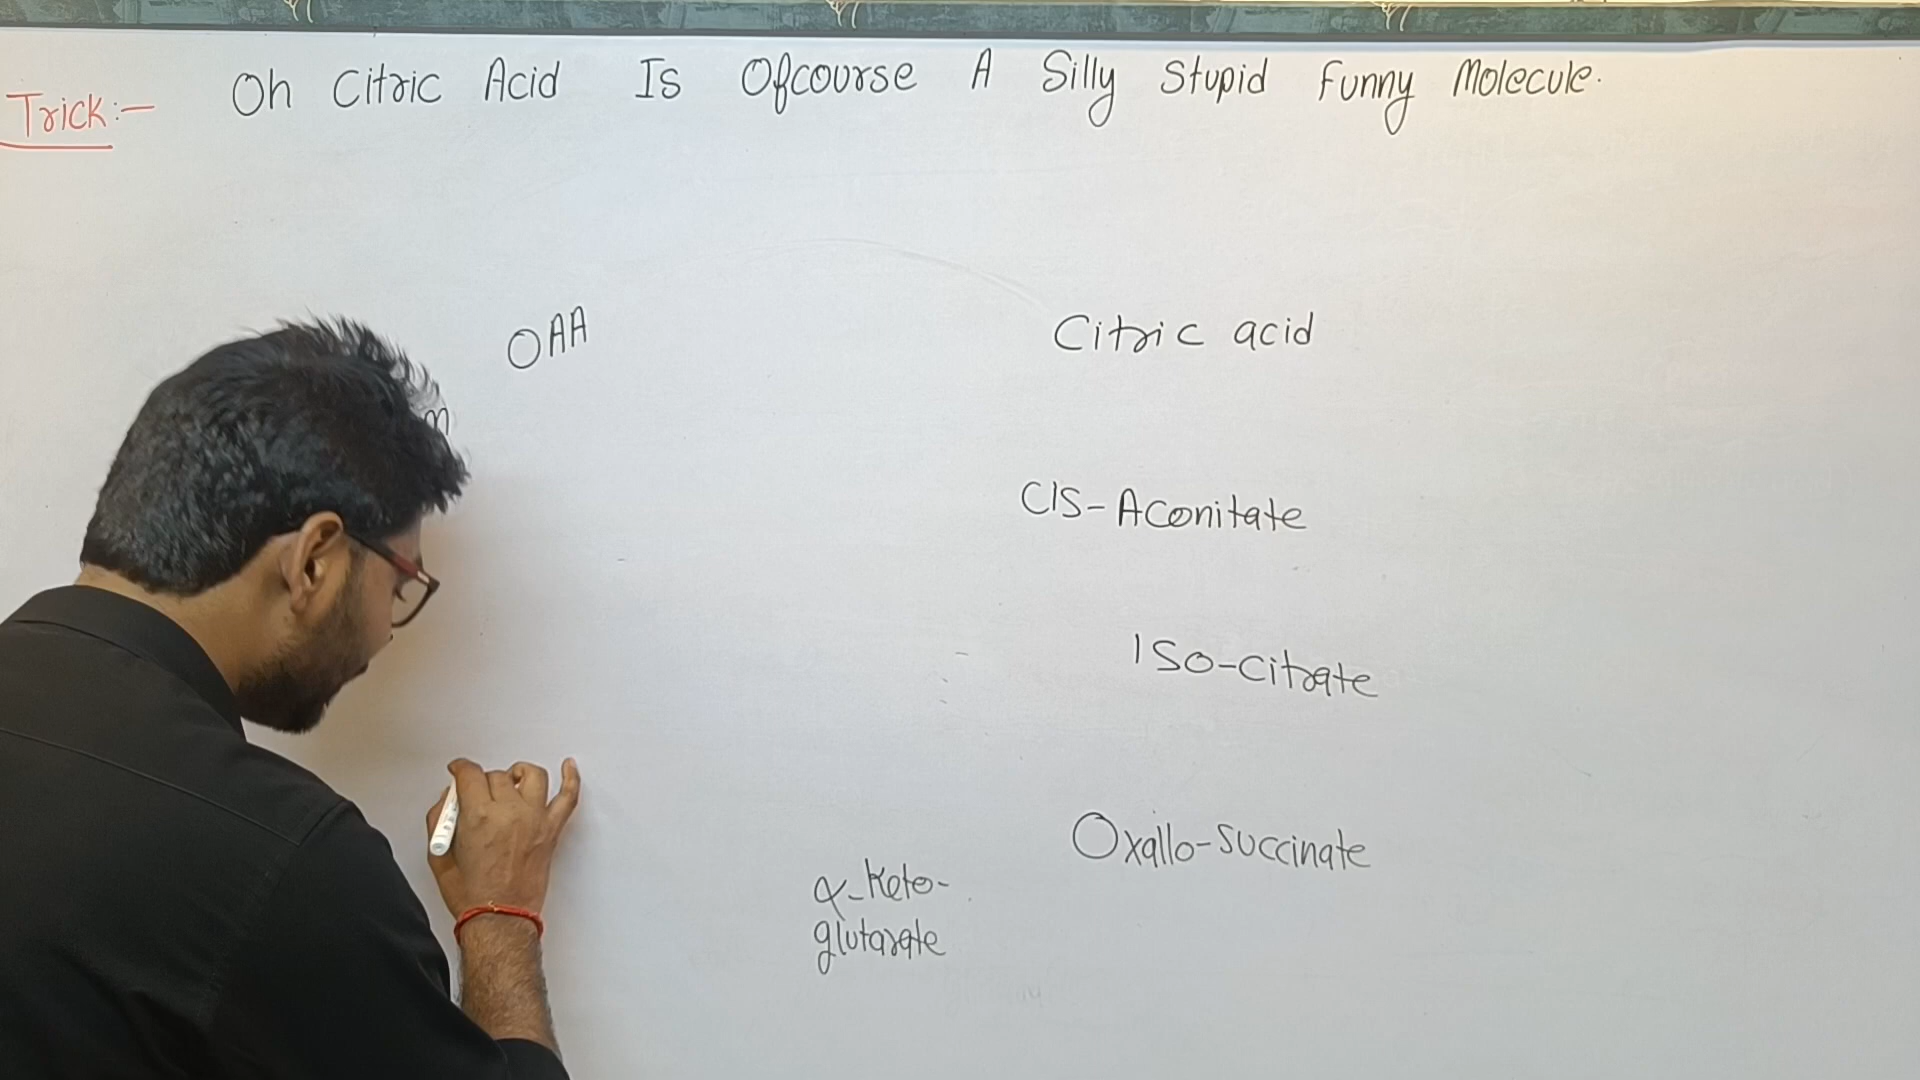 Trick:- Oh Citric Acid Is Ofcourse A Silly Stupid Funny Molecule.
OAA
Citric acid
m
CIS-Aconitate
ISO-Citrate
Oxallo-Succinate
α-Keto-
glutarate